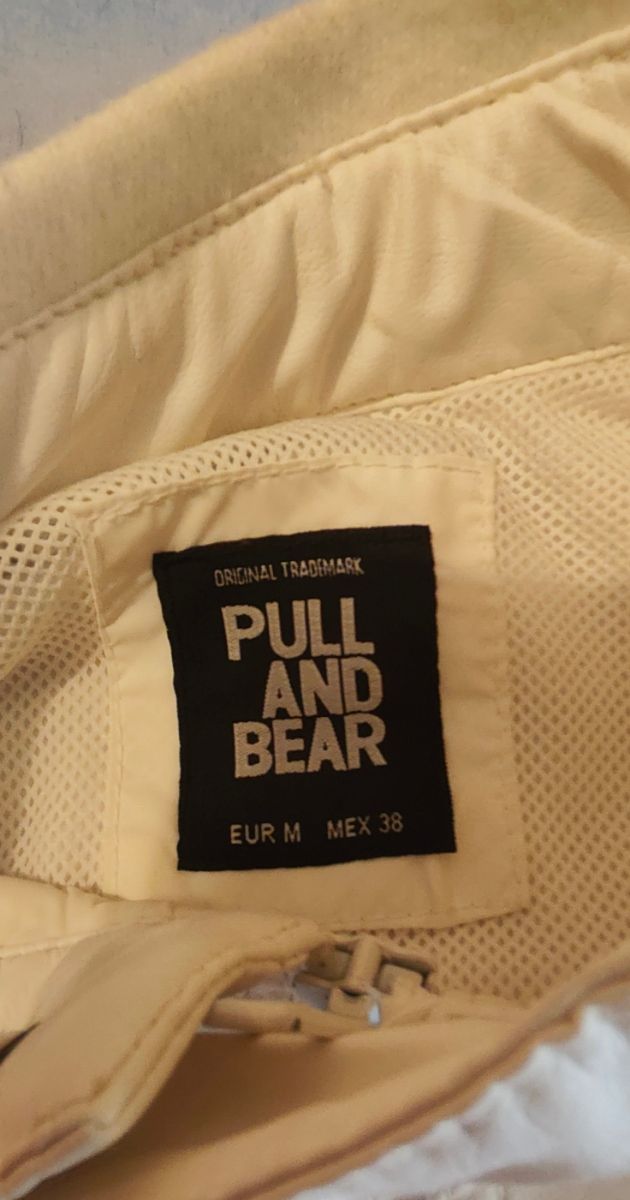 ORIGINAL TRADEMARK
PULL
AND
BEAR
EUR M MEX 38